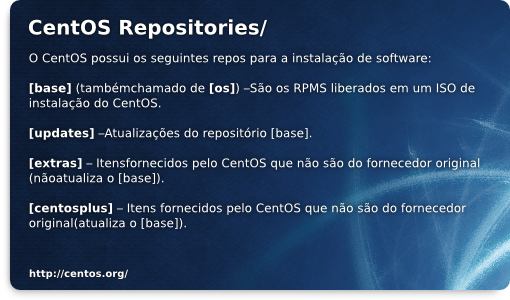 CentOS Repositories/
O CentOS possui os seguintes repos para a instalação de software:
[base] (tambémchamado de [os]) –São os RPMS liberados em um ISO de
instalação do CentOS.
[updates] –Atualizações do repositório [base].
[extras] – Itensfornecidos pelo CentOS que não são do fornecedor original
(nãoatualiza o [base]).
[centosplus] – Itens fornecidos pelo CentOS que não são do fornecedor
original(atualiza o [base]).
http://centos.org/